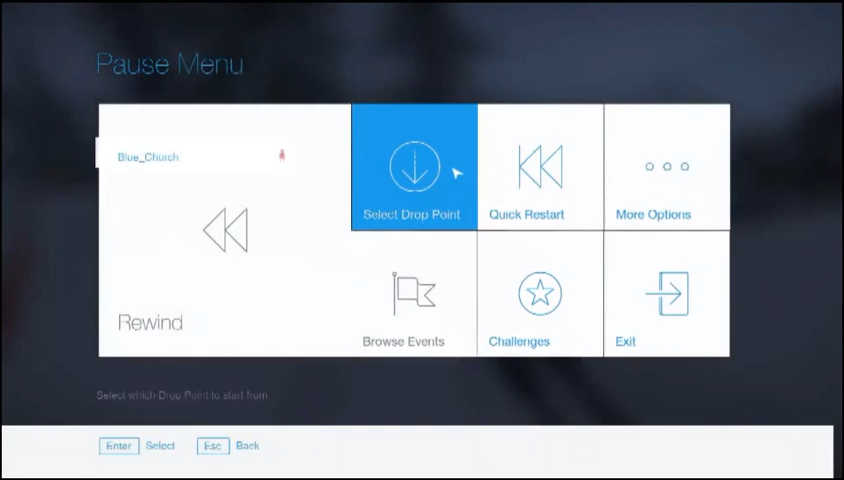 Pause Menu
Blue_Church
Rewind
Select Drop Point
Quick Restart
More Options
Browse Events
Challenges
Exit
Select which Drop Point to start from
Enter Select Esc Back